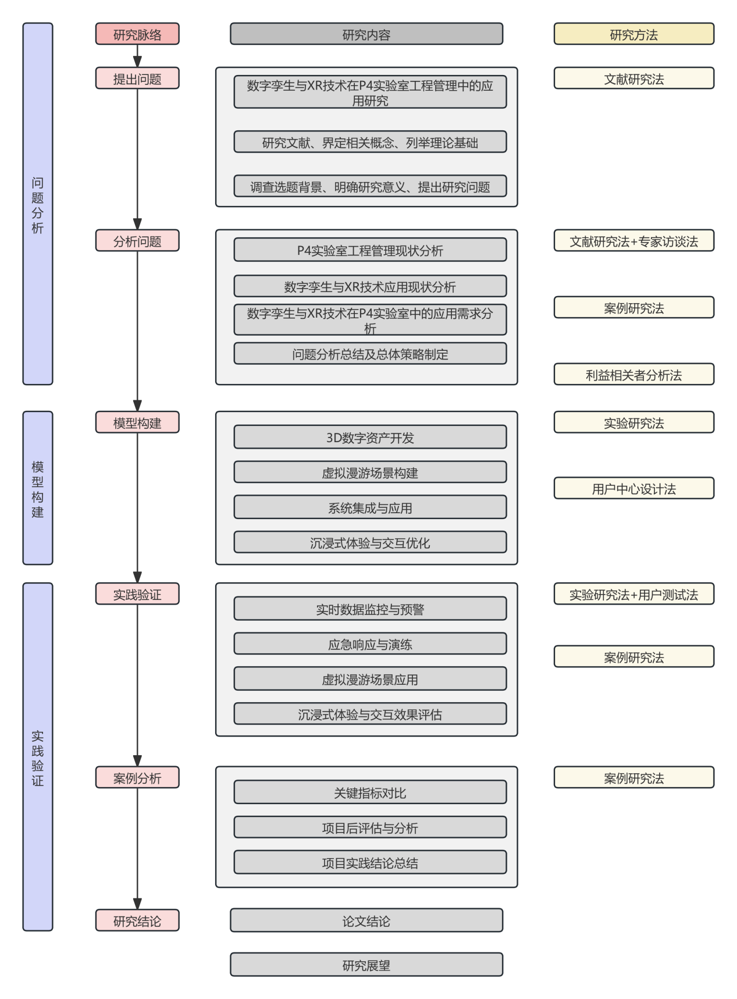 研究脉络
研究内容
研究方法
问题分析
提出问题
数字孪生与XR技术在P4实验室工程管理中的应
用研究
研究文献、界定相关概念、列举理论基础
调查选题背景、明确研究意义、提出研究问题
文献研究法
分析问题
P4实验室工程管理现状分析
数字孪生与XR技术应用现状分析
数字孪生与XR技术在P4实验室中的应用需求分
析
问题分析总结及总体策略制定
文献研究法+专家访谈法
案例研究法
利益相关者分析法
模型构建
模型构建
3D数字资产开发
虚拟漫游场景构建
系统集成与应用
沉浸式体验与交互优化
实验研究法
用户中心设计法
实践验证
实践验证
实时数据监控与预警
应急响应与演练
虚拟漫游场景应用
沉浸式体验与交互效果评估
实验研究法+用户测试法
案例研究法
案例分析
关键指标对比
项目后评估与分析
项目实践结论总结
案例研究法
研究结论
论文结论
研究展望